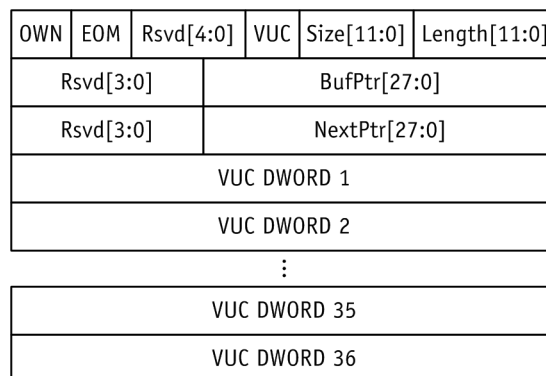 OWN EOM Rsvd[4:0] VUC Size[11:0] Length[11:0]
Rsvd[3:0] BufPtr[27:0]
Rsvd[3:0] NextPtr[27:0]
VUC DWORD 1
VUC DWORD 2
⋮
VUC DWORD 35
VUC DWORD 36